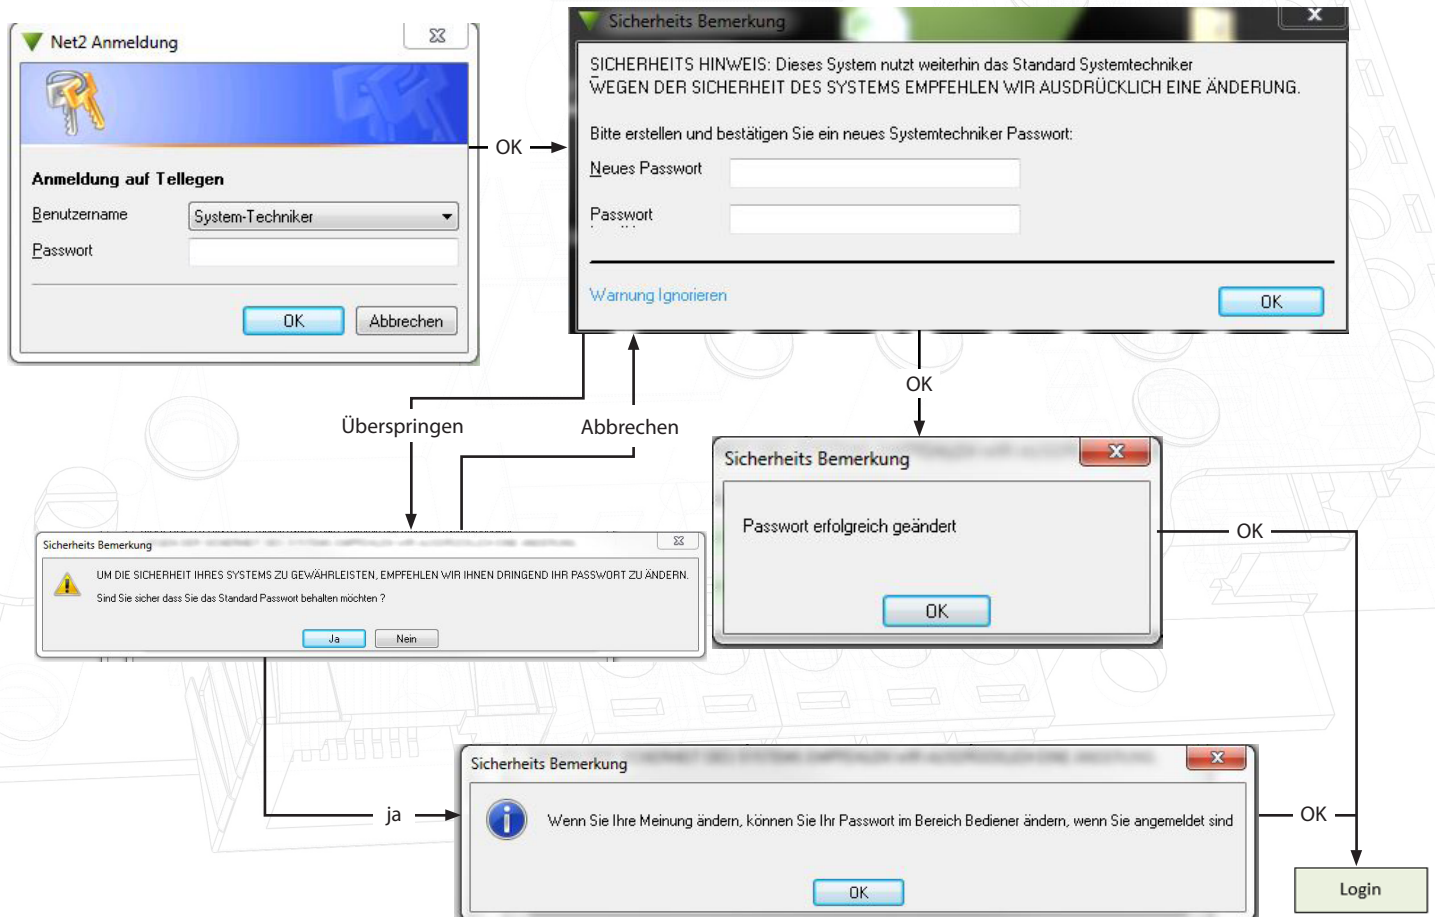 Net2 Anmeldung
Anmeldung auf Tellegen
Benutzername
System-Techniker
Passwort
OK
Abbrechen
OK
Sicherheits Bemerkung
SICHERHEITS HINWEIS: Dieses System nutzt weiterhin das Standard Systemtechniker
WEGEN DER SICHERHEIT DES SYSTEMS EMPFEHLEN WIR AUSDRÜCKLICH EINE ÄNDERUNG.
Bitte erstellen und bestätigen Sie ein neues Systemtechniker Passwort:
Neues Passwort
Passwort
Warnung Ignorieren
OK
Überspringen
Abbrechen
OK
Sicherheits Bemerkung
UM DIE SICHERHEIT IHRES SYSTEMS ZU GEWÄHRLEISTEN, EMPFEHLEN WIR IHNEN DRINGEND IHR PASSWORT ZU ÄNDERN.
Sind Sie sicher dass Sie das Standard Passwort behalten möchten ?
Ja
Nein
Sicherheits Bemerkung
Passwort erfolgreich geändert
OK
OK
ja
Sicherheits Bemerkung
Wenn Sie Ihre Meinung ändern, können Sie Ihr Passwort im Bereich Bediener ändern, wenn Sie angemeldet sind
OK
OK
Login